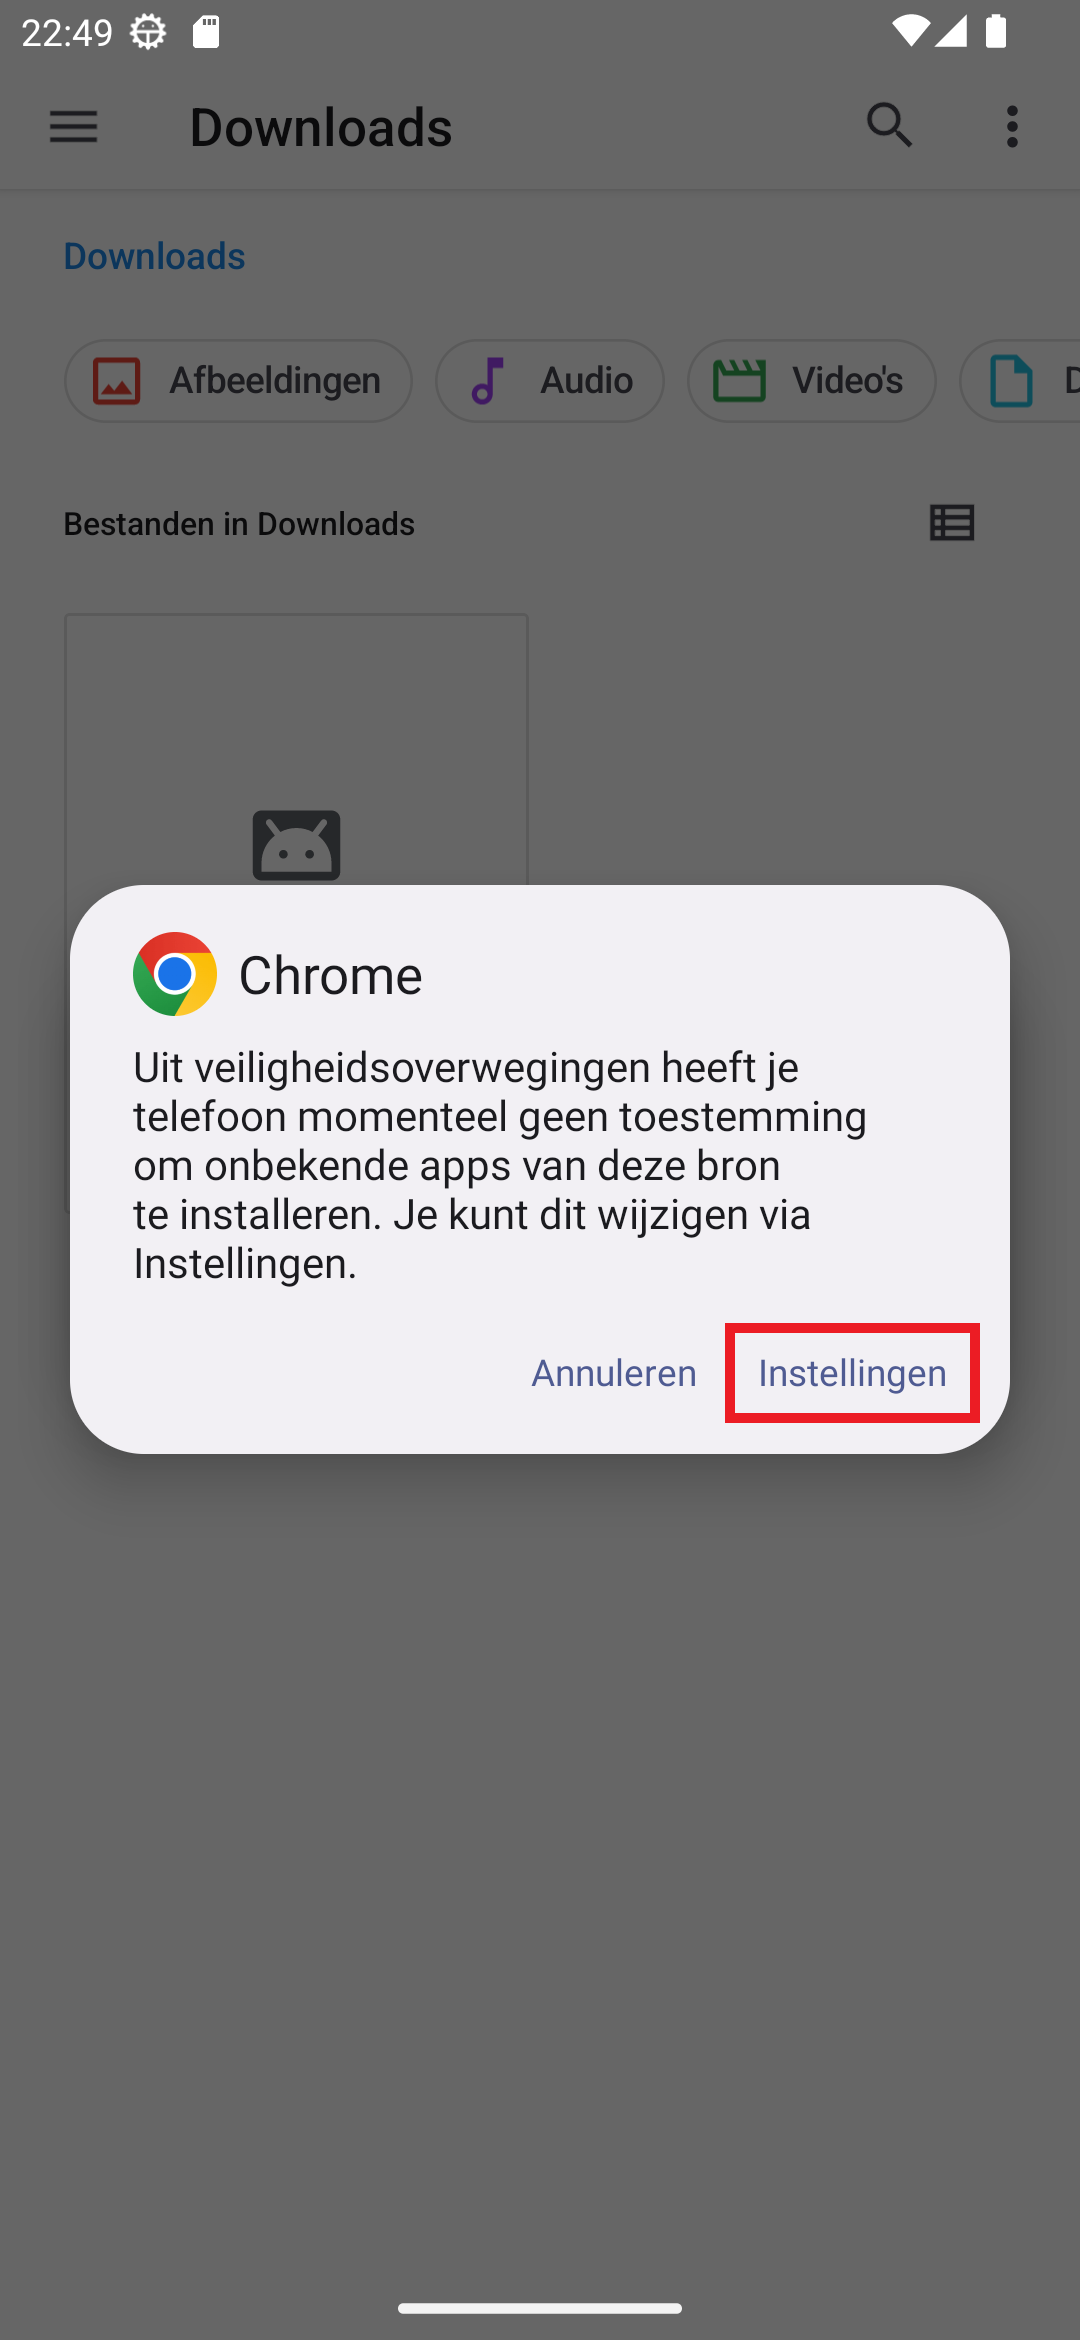 22:49
Downloads
Downloads
Afbeeldingen
Audio
Video's
D
Bestanden in Downloads
Chrome
Uit veiligheidsoverwegingen heeft je
telefoon momenteel geen toestemming
om onbekende apps van deze bron
te installeren. Je kunt dit wijzigen via
Instellingen.
Annuleren
Instellingen